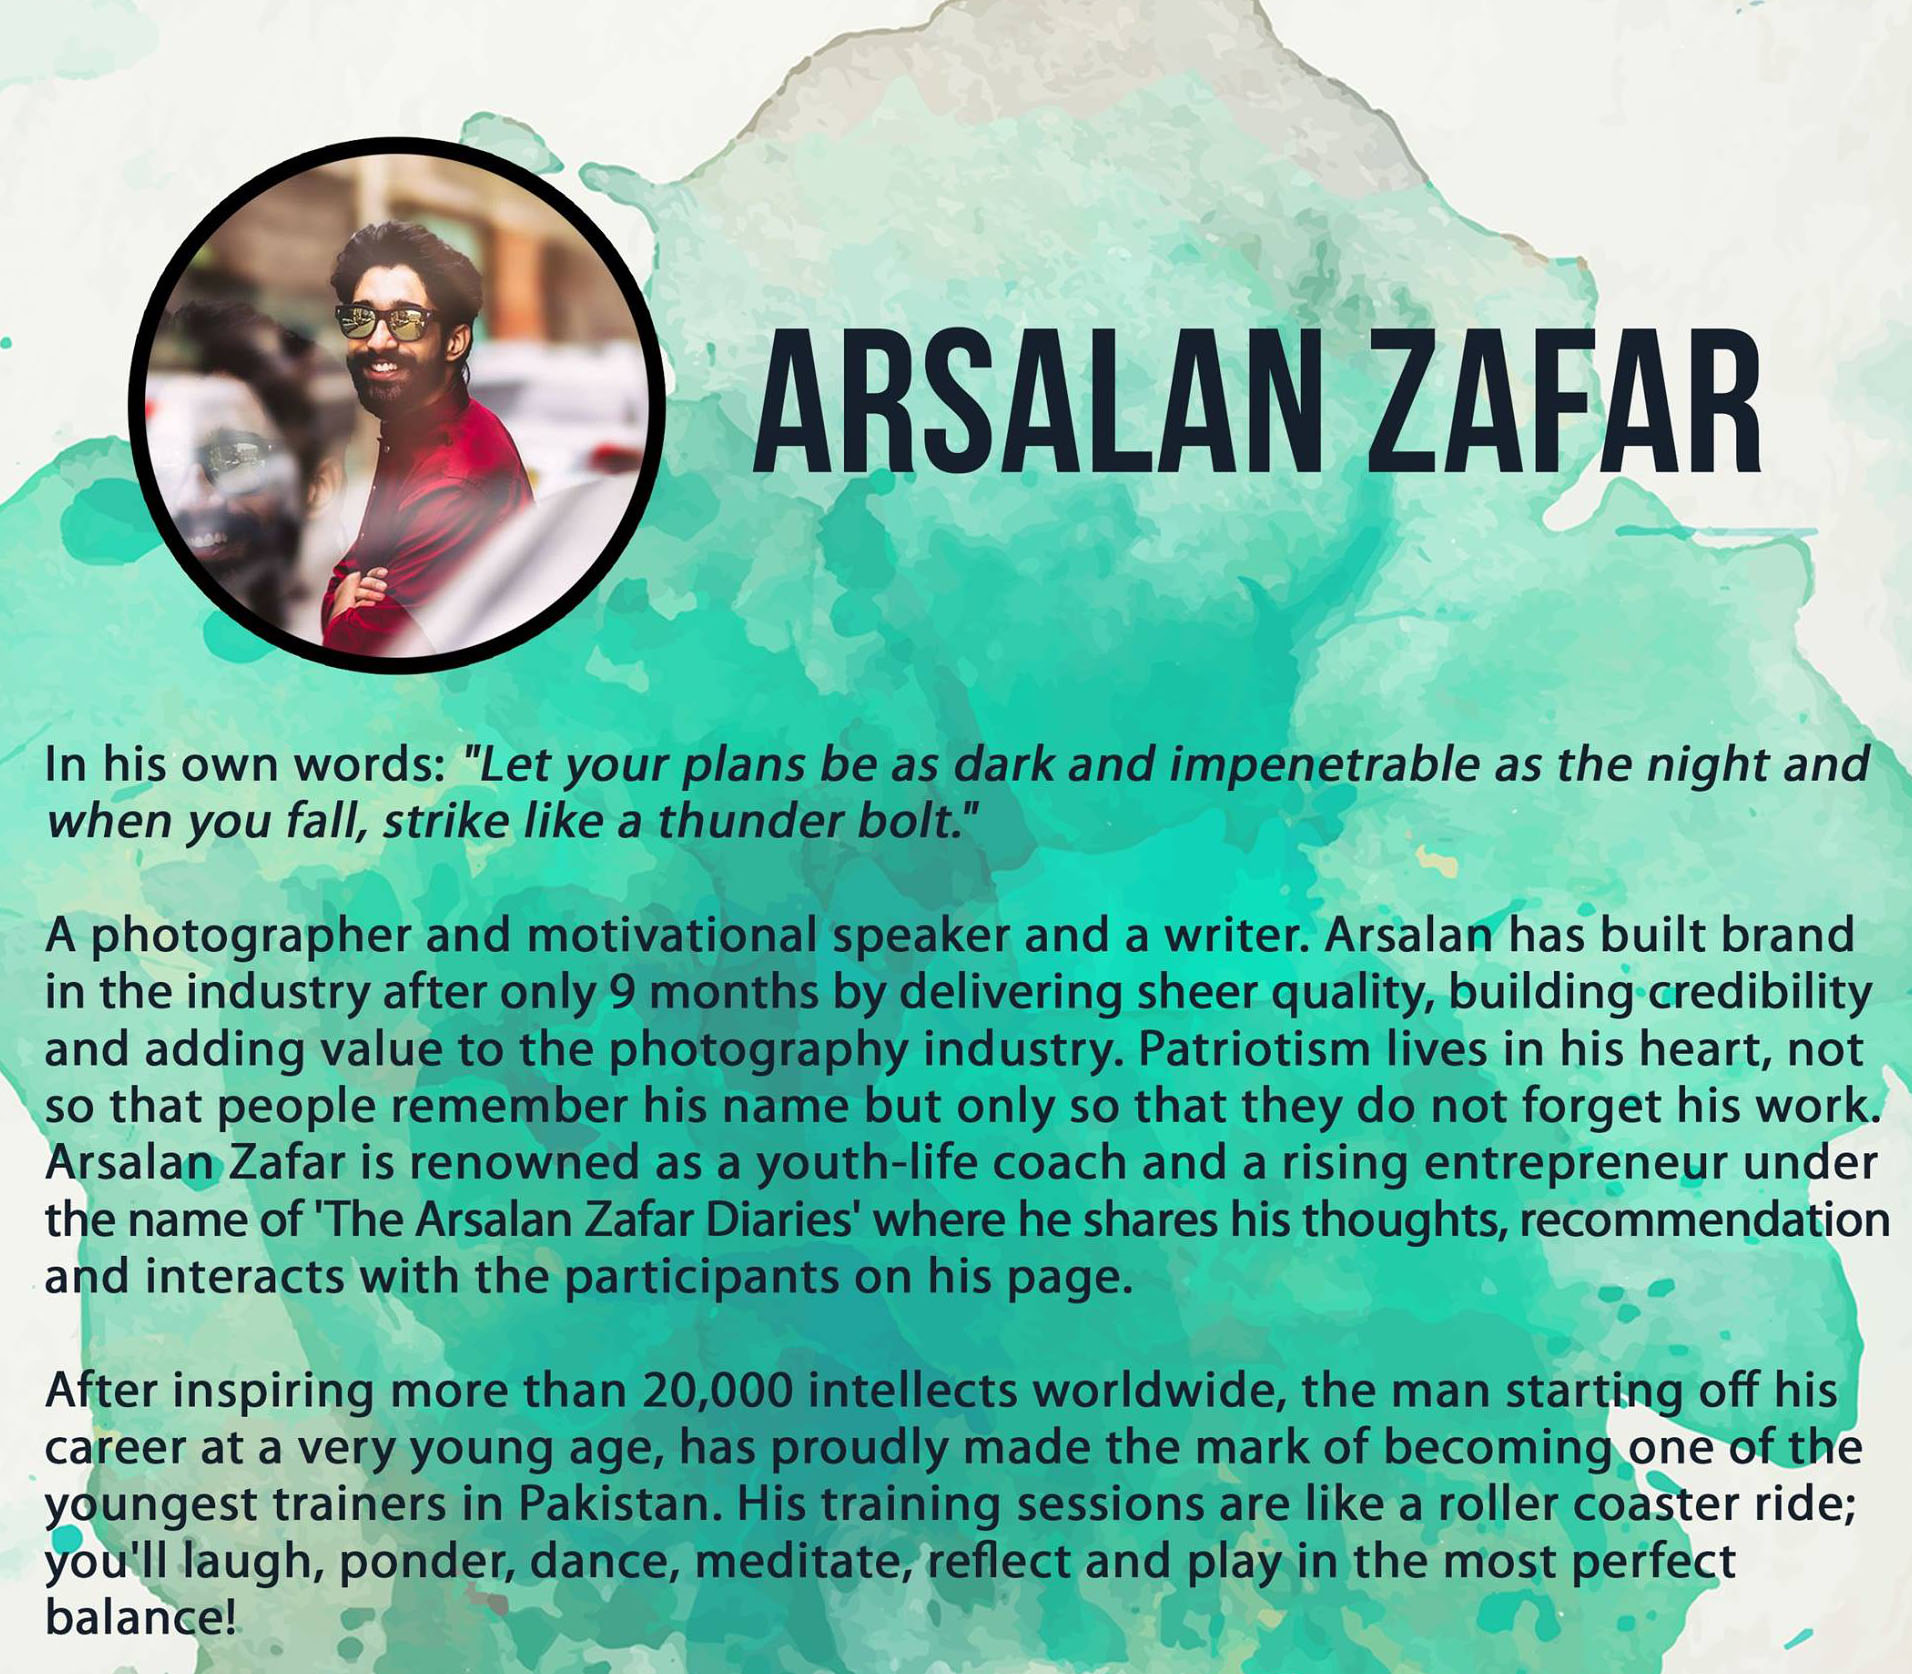 ARSALAN ZAFAR
In his own words: "Let your plans be as dark and impenetrable as the night and
when you fall, strike like a thunder bolt."
A photographer and motivational speaker and a writer. Arsalan has built brand
in the industry after only 9 months by delivering sheer quality, building credibility
and adding value to the photography industry. Patriotism lives in his heart, not
so that people remember his name but only so that they do not forget his work.
Arsalan Zafar is renowned as a youth-life coach and a rising entrepreneur under
the name of 'The Arsalan Zafar Diaries' where he shares his thoughts, recommendation
and interacts with the participants on his page.
After inspiring more than 20,000 intellects worldwide, the man starting off his
career at a very young age, has proudly made the mark of becoming one of the
youngest trainers in Pakistan. His training sessions are like a roller coaster ride;
you'll laugh, ponder, dance, meditate, reflect and play in the most perfect
balance!